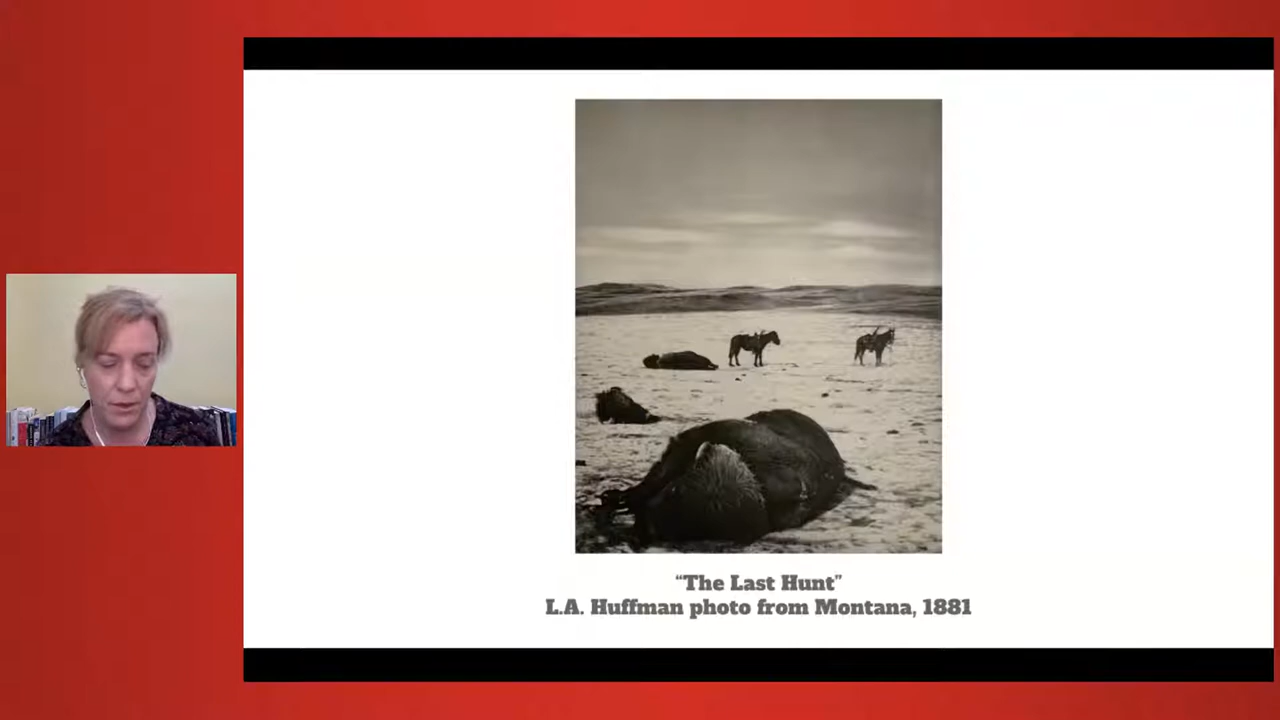 “The Last Hunt”
L.A. Huffman photo from Montana, 1881